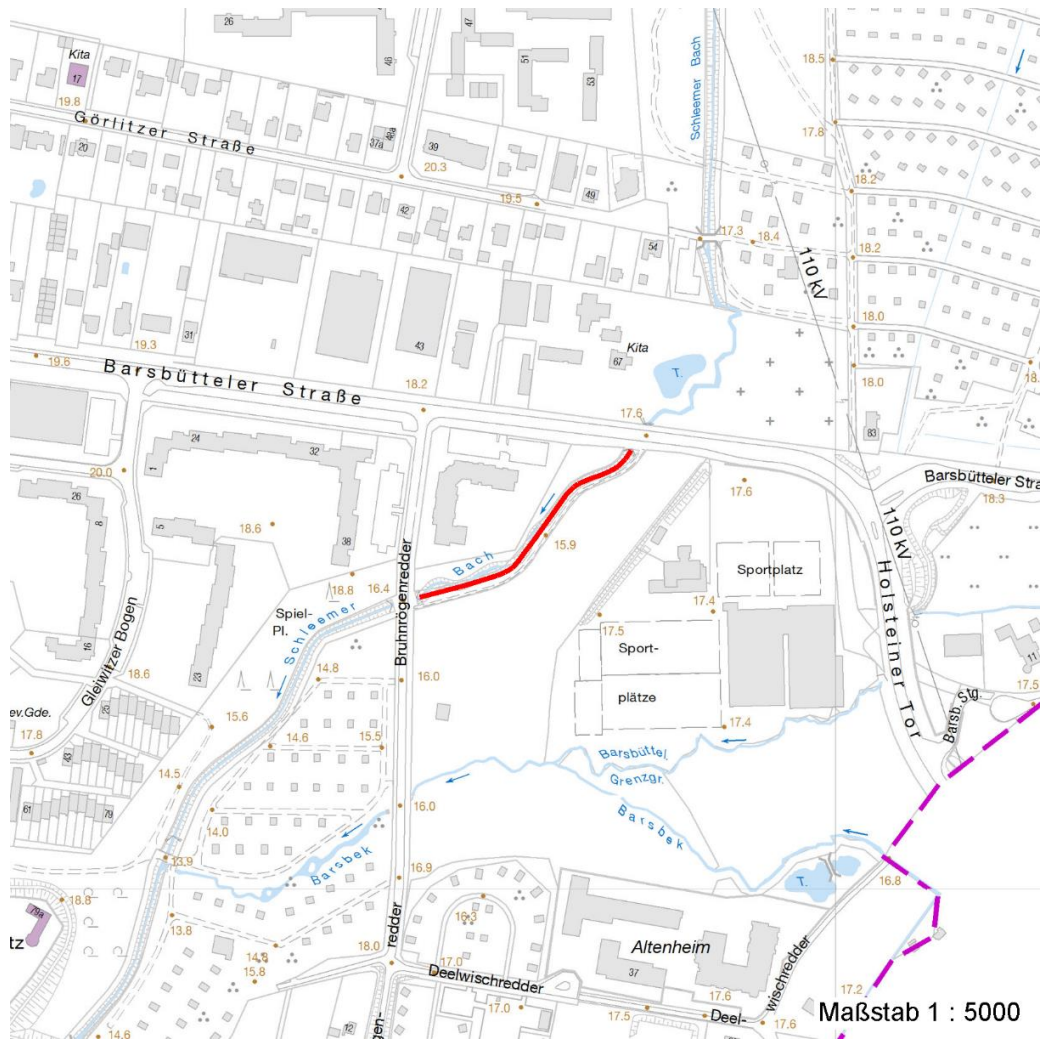 26
46
47
51
53
Schleemer Bach
18.5
Kita
17
19.8
Görlitzer Straße
20
37a
48a
39
20.3
17.8
49
19.5
42
18.2
17.3
18.4
54
18.2
110 kV
31
19.3
43
18.0
Kita
67
T.
19.6
Barsbütteler Straße
18.2
18.0
18.
17.6
83
24
32
1
20.0
Barsbütteler Stra
18.3
17.6
110 kV
26
8
5
18.6
38
15.9
Bach
Sportplatz
Holsteiner Tor
18.8
16.4
Spiel-
Pl.
Schleemer
Bruhnrögenredder
17.4
17.5
Sport-
plätze
16
Gleiwitzer Bogen
23
14.8
16.0
11
18.6
17.5
ev.Gde.
25
15.6
17.4
Barsb. Stg.
17.8
43
14.6
15.5
Barsbüttel.
Grenzgr.
14.5
61
79
14.0
16.0
Barsbek
13.9
Barsbek
16.9
16.8
T.
18.8
79a
tz
13.8
16.3
Altenheim
redder
18.0
14.8
15.8
17.0
Deelwischredder
37
17.6
wischredder
17.2
17.0
17.5
Deel-
17.6
12
gen-
14.6
Maßstab 1 : 5000